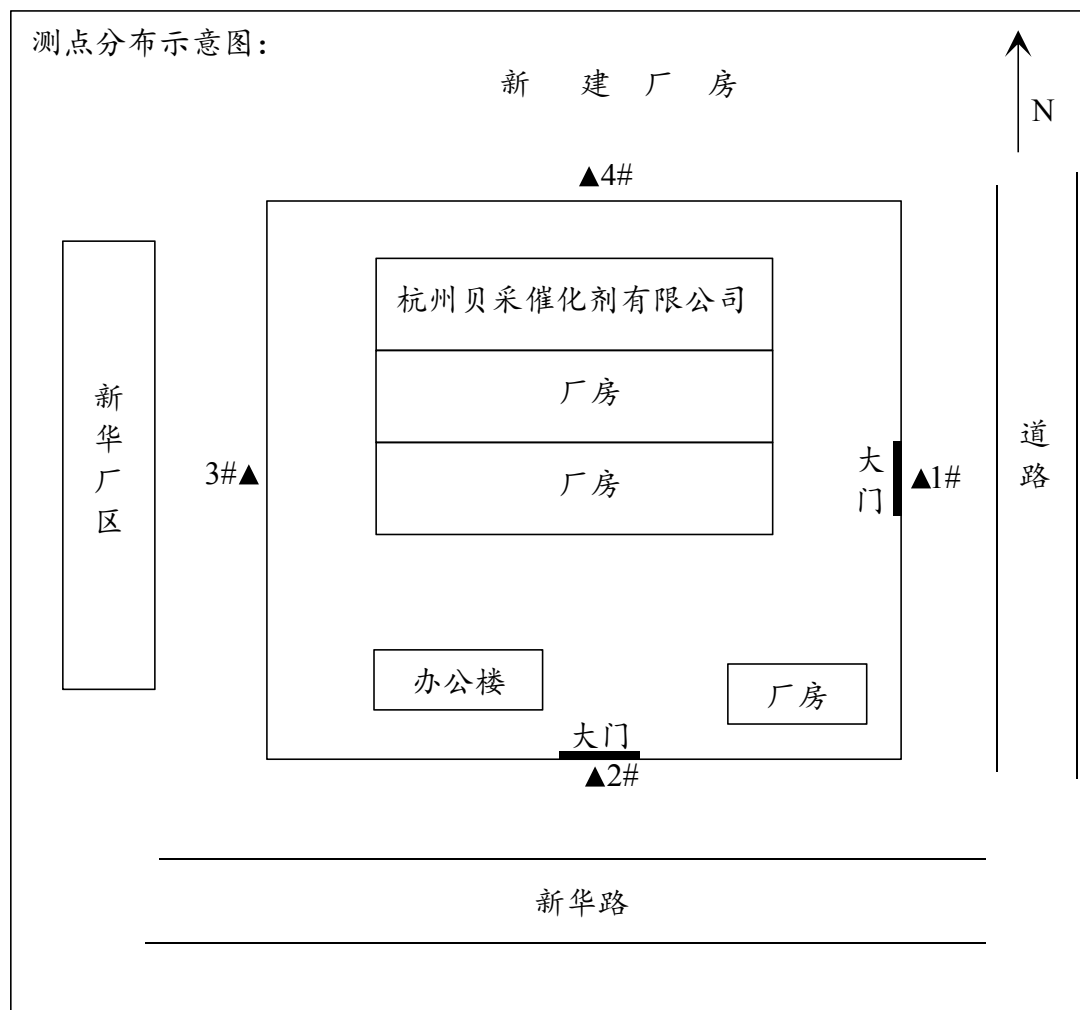 测点分布示意图：
新 建 厂 房
N
▲4#
杭州贝采催化剂有限公司
厂房
厂房
新华厂区
3#▲
大门
▲1#
道路
办公楼
厂房
大门
▲2#
新华路